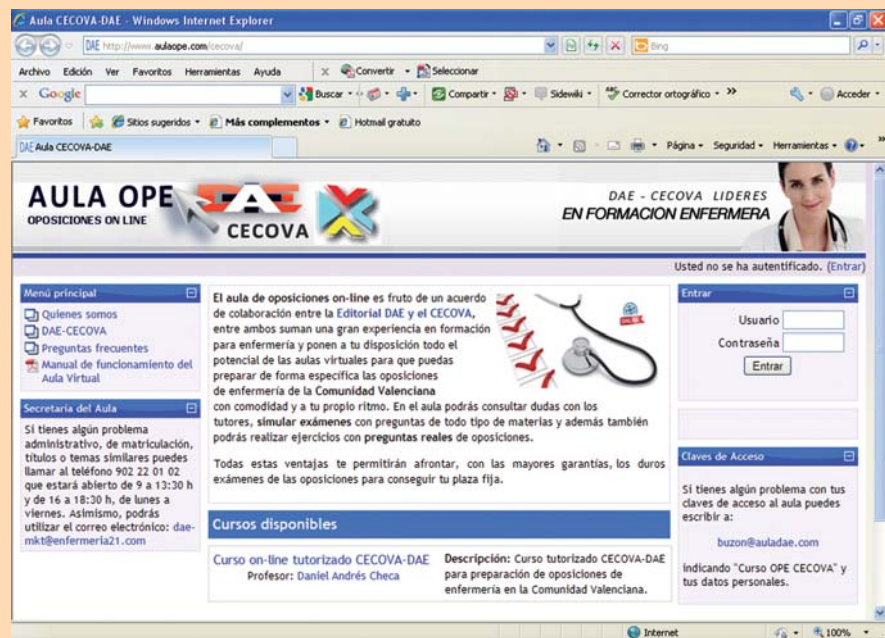 Aula CECOVA-DAE - Windows Internet Explorer
DAE http://www.aulaope.com/cecova/
Bing
Archivo Edición Ver Favoritos Herramientas Ayuda x Convertir Seleccionar
x Google Buscar Compartir Sidewiki Corrector ortográfico Acceder
Favoritos Sitios sugeridos Más complementos Hotmail gratuito
DAE Aula CECOVA-DAE
Página Seguridad Herramientas
AULA OPE
OPOSICIONES ON LINE
DAE
CECOVA
DAE - CECOVA LIDERES
EN FORMACION ENFERMERA
Usted no se ha autentificado. (Entrar)
Menú principal
Quienes somos
DAE-CECOVA
Preguntas frecuentes
Manual de funcionamiento del
Aula Virtual
Secretaría del Aula
Si tienes algún problema
administrativo, de matriculación,
títulos o temas similares puedes
llamar al teléfono 902 22 01 02
que estará abierto de 9 a 13:30 h
y de 16 a 18:30 h, de lunes a
viernes. Asimismo, podrás
utilizar el correo electrónico: dae-
mkt@enfermeria21.com
El aula de oposiciones on-line es fruto de un acuerdo
de colaboración entre la Editorial DAE y el CECOVA,
entre ambos suman una gran experiencia en formación
para enfermería y ponen a tu disposición todo el
potencial de las aulas virtuales para que puedas
preparar de forma específica las oposiciones
de enfermería de la Comunidad Valenciana
con comodidad y a tu propio ritmo. En el aula podrás consultar dudas con los
tutores, simular exámenes con preguntas de todo tipo de materias y además también
podrás realizar ejercicios con preguntas reales de oposiciones.
Todas estas ventajas te permitirán afrontar, con las mayores garantías, los duros
exámenes de las oposiciones para conseguir tu plaza fija.
Cursos disponibles
Curso on-line tutorizado CECOVA-DAE
Profesor: Daniel Andrés Checa
Descripción: Curso tutorizado CECOVA-DAE
para preparación de oposiciones de
enfermería en la Comunidad Valenciana.
Entrar
Usuario
Contraseña
Entrar
Claves de Acceso
Si tienes algún problema con tus
claves de acceso al aula puedes
escribir a:
buzon@auladae.com
indicando "Curso OPE CECOVA" y
tus datos personales.
Internet
100%